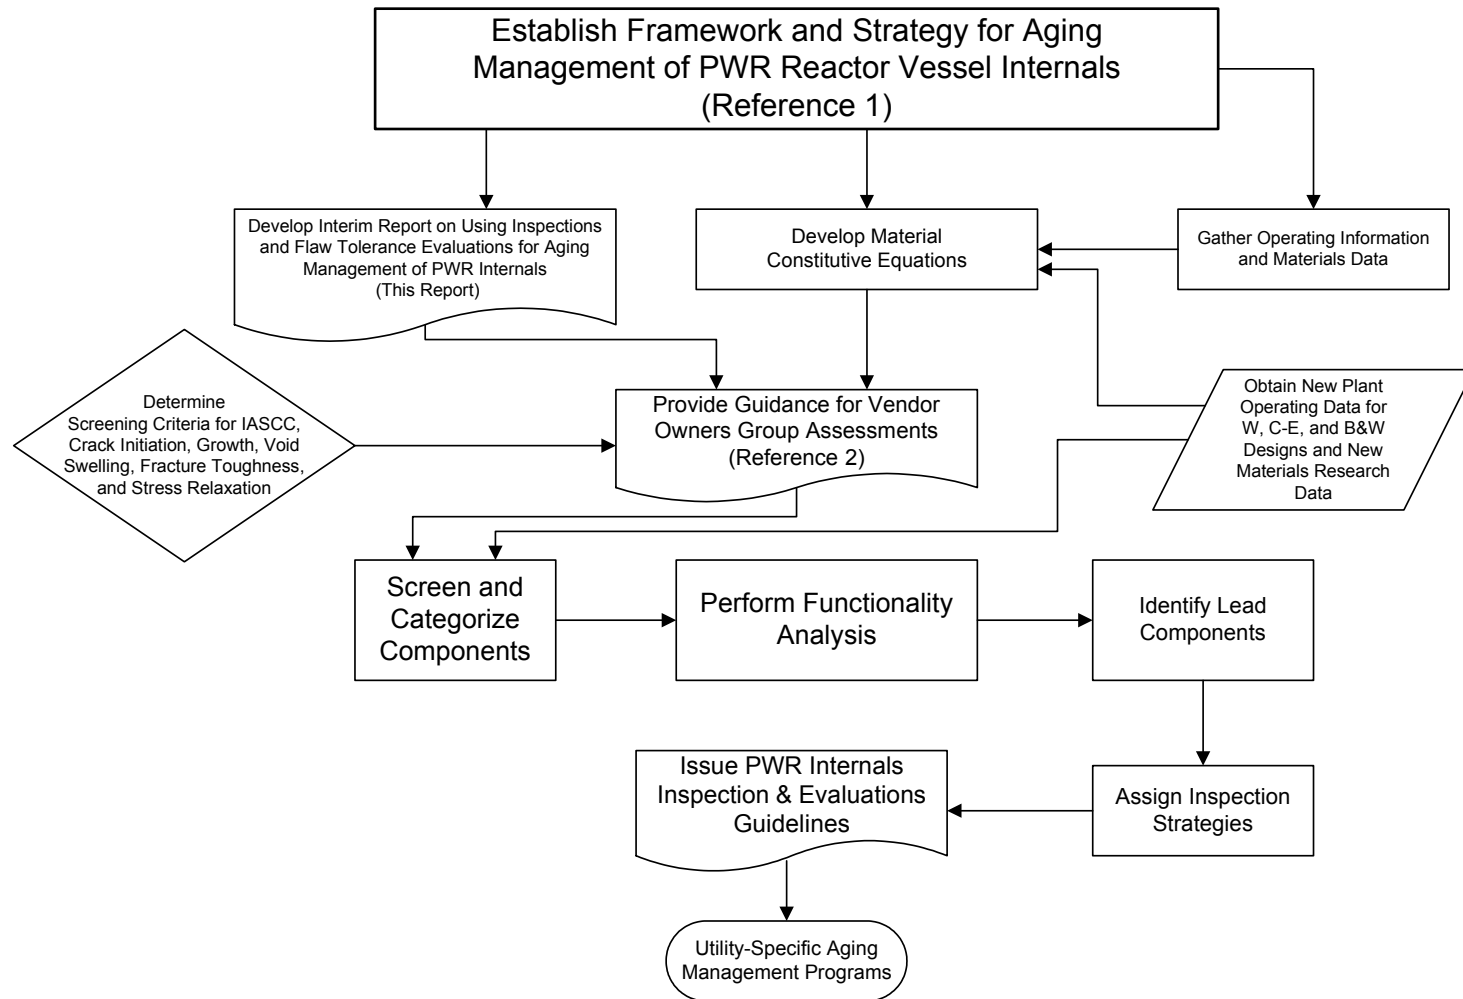 Establish Framework and Strategy for Aging
Management of PWR Reactor Vessel Internals
(Reference 1)
Develop Interim Report on Using Inspections
and Flaw Tolerance Evaluations for Aging
Management of PWR Internals
(This Report)
Develop Material
Constitutive Equations
Gather Operating Information
and Materials Data
Determine
Screening Criteria for IASCC,
Crack Initiation, Growth, Void
Swelling, Fracture Toughness,
and Stress Relaxation
Provide Guidance for Vendor
Owners Group Assessments
(Reference 2)
Obtain New Plant
Operating Data for
W, C-E, and B&W
Designs and New
Materials Research
Data
Screen and
Categorize
Components
Perform Functionality
Analysis
Identify Lead
Components
Issue PWR Internals
Inspection & Evaluations
Guidelines
Assign Inspection
Strategies
Utility-Specific Aging
Management Programs